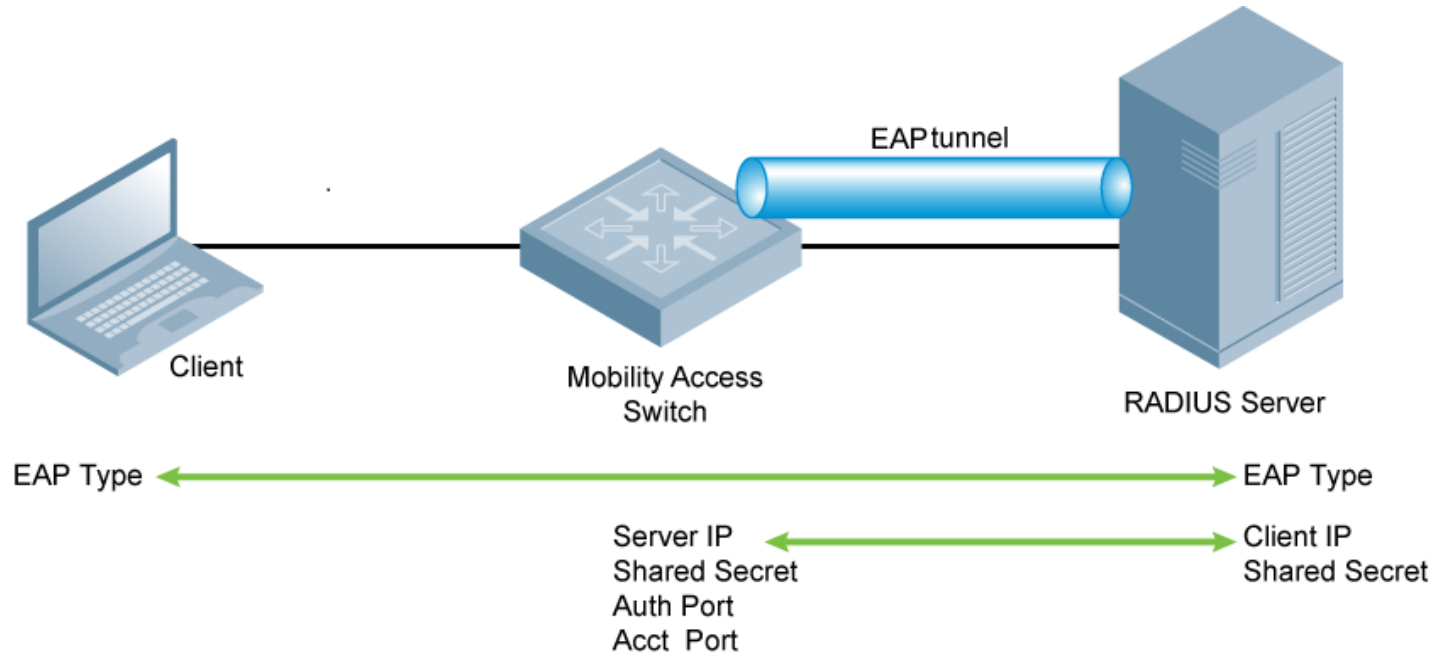 EAP tunnel
Client
Mobility Access
Switch
RADIUS Server
EAP Type
EAP Type
Server IP
Client IP
Shared Secret
Shared Secret
Auth Port
Acct Port